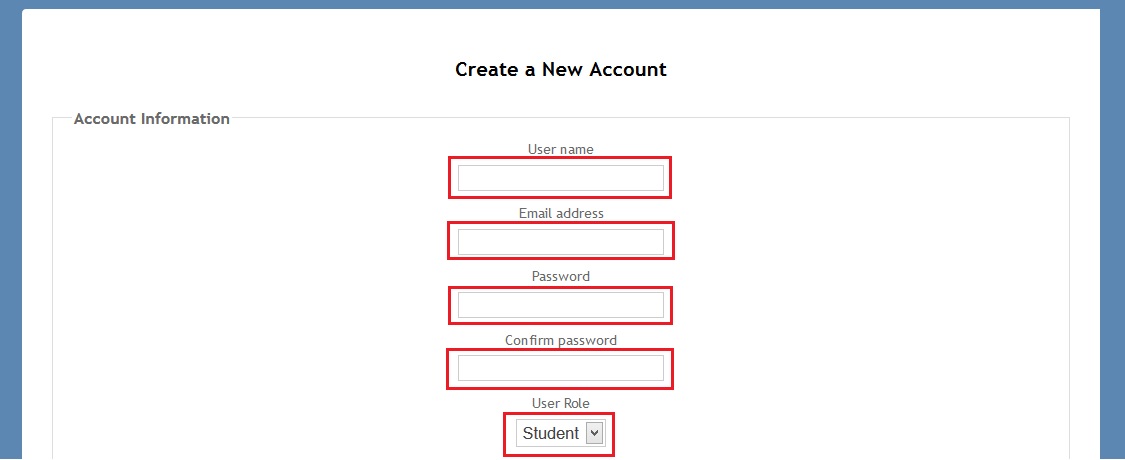 Create a New Account
Account Information
User name
Email address
Password
Confirm password
User Role
Student